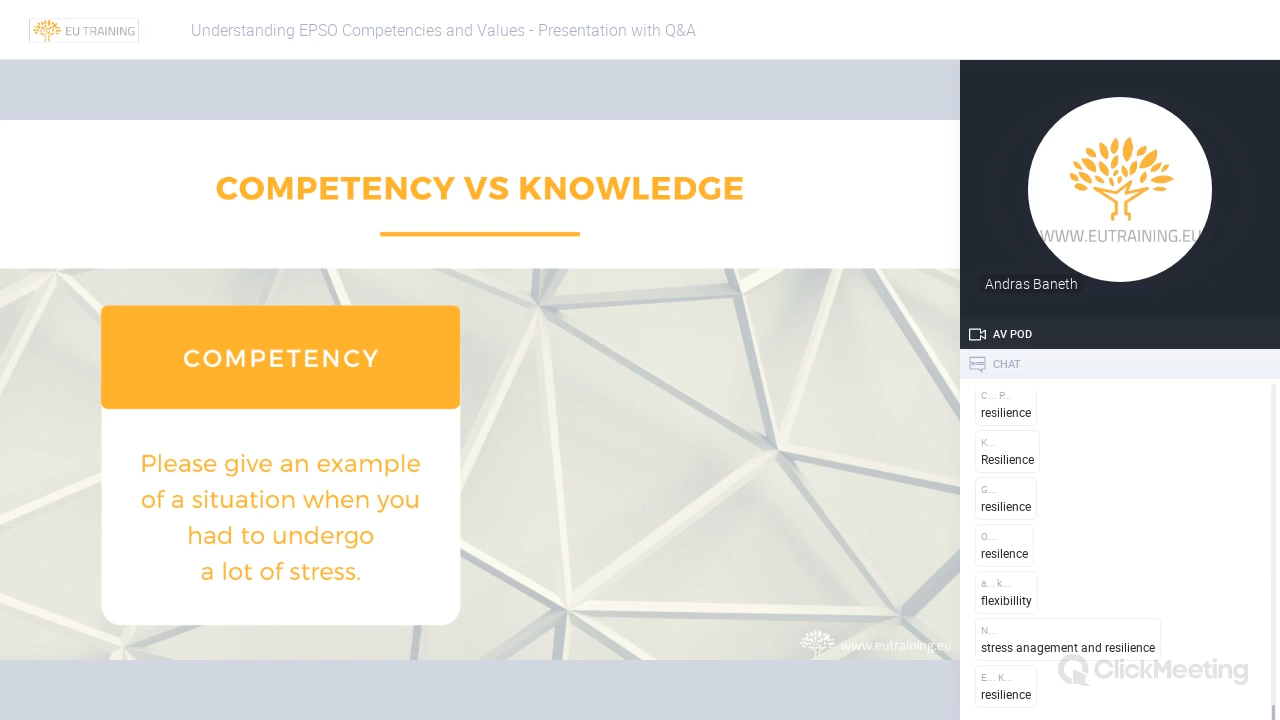 EU TRAINING
Understanding EPSO Competencies and Values - Presentation with Q&A
COMPETENCY VS KNOWLEDGE
COMPETENCY
Please give an example
of a situation when you
had to undergo
a lot of stress.
www.eutraining.eu
WWW.EUTRAINING.EU
Andras Baneth
AV POD
CHAT
C... P...
resilience
K...
Resilience
G...
resilience
O...
resilence
a... k...
flexibillity
N...
stress anagement and resilience
E... K...
resilience
ClickMeeting